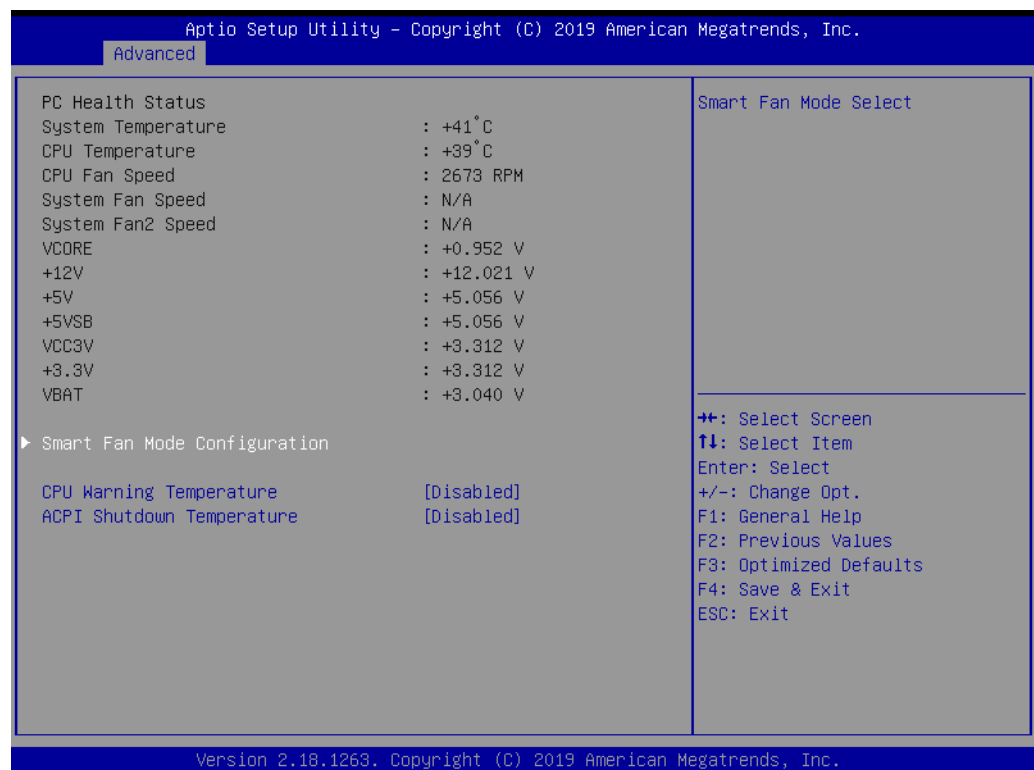 Aptio Setup Utility – Copyright (C) 2019 American Megatrends, Inc.
Advanced
PC Health Status
System Temperature : +41°C
CPU Temperature : +39°C
CPU Fan Speed : 2673 RPM
System Fan Speed : N/A
System Fan2 Speed : N/A
VCORE : +0.952 V
+12V : +12.021 V
+5V : +5.056 V
+5VSB : +5.056 V
VCC3V : +3.312 V
+3.3V : +3.312 V
VBAT : +3.040 V
▶ Smart Fan Mode Configuration
CPU Warning Temperature [Disabled]
ACPI Shutdown Temperature [Disabled]
Smart Fan Mode Select
→←: Select Screen
↑↓: Select Item
Enter: Select
+/-: Change Opt.
F1: General Help
F2: Previous Values
F3: Optimized Defaults
F4: Save & Exit
ESC: Exit
Version 2.18.1263. Copyright (C) 2019 American Megatrends, Inc.